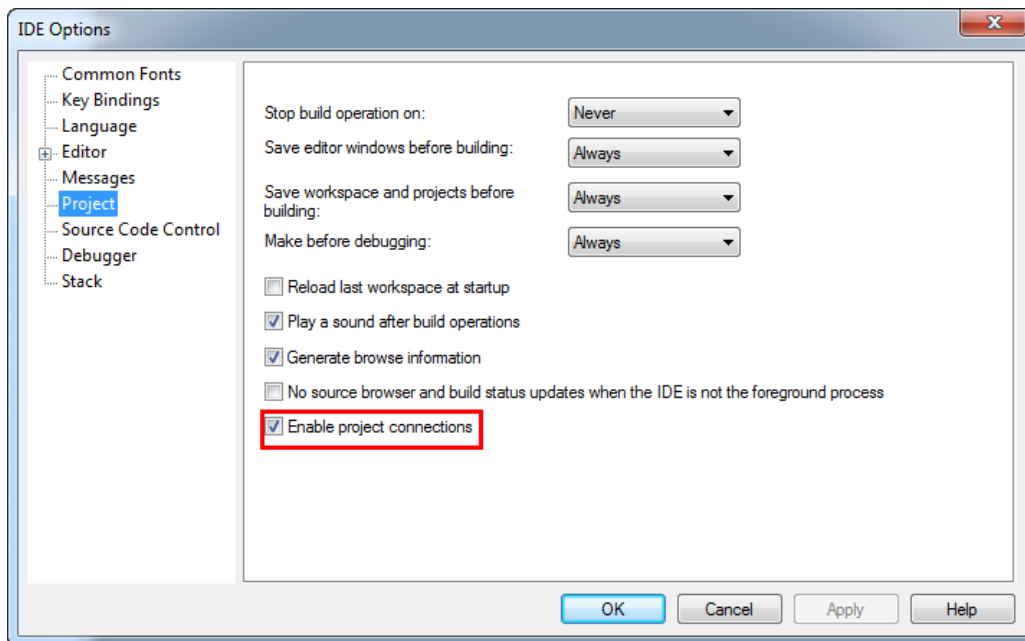 IDE Options
Common Fonts
Key Bindings
Language
Editor
Messages
Project
Source Code Control
Debugger
Stack
Stop build operation on:
Never
Save editor windows before building:
Always
Save workspace and projects before
building:
Always
Make before debugging:
Always
Reload last workspace at startup
Play a sound after build operations
Generate browse information
No source browser and build status updates when the IDE is not the foreground process
Enable project connections
OK
Cancel
Apply
Help